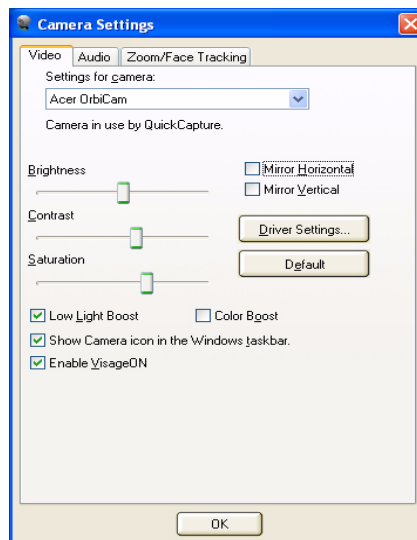 Camera Settings
Video Audio Zoom/Face Tracking
Settings for camera:
Acer OrbiCam
Camera in use by QuickCapture.
Brightness
Mirror Horizontal
Mirror Vertical
Contrast
Driver Settings...
Saturation
Default
Low Light Boost Color Boost
Show Camera icon in the Windows taskbar.
Enable VisageON
OK